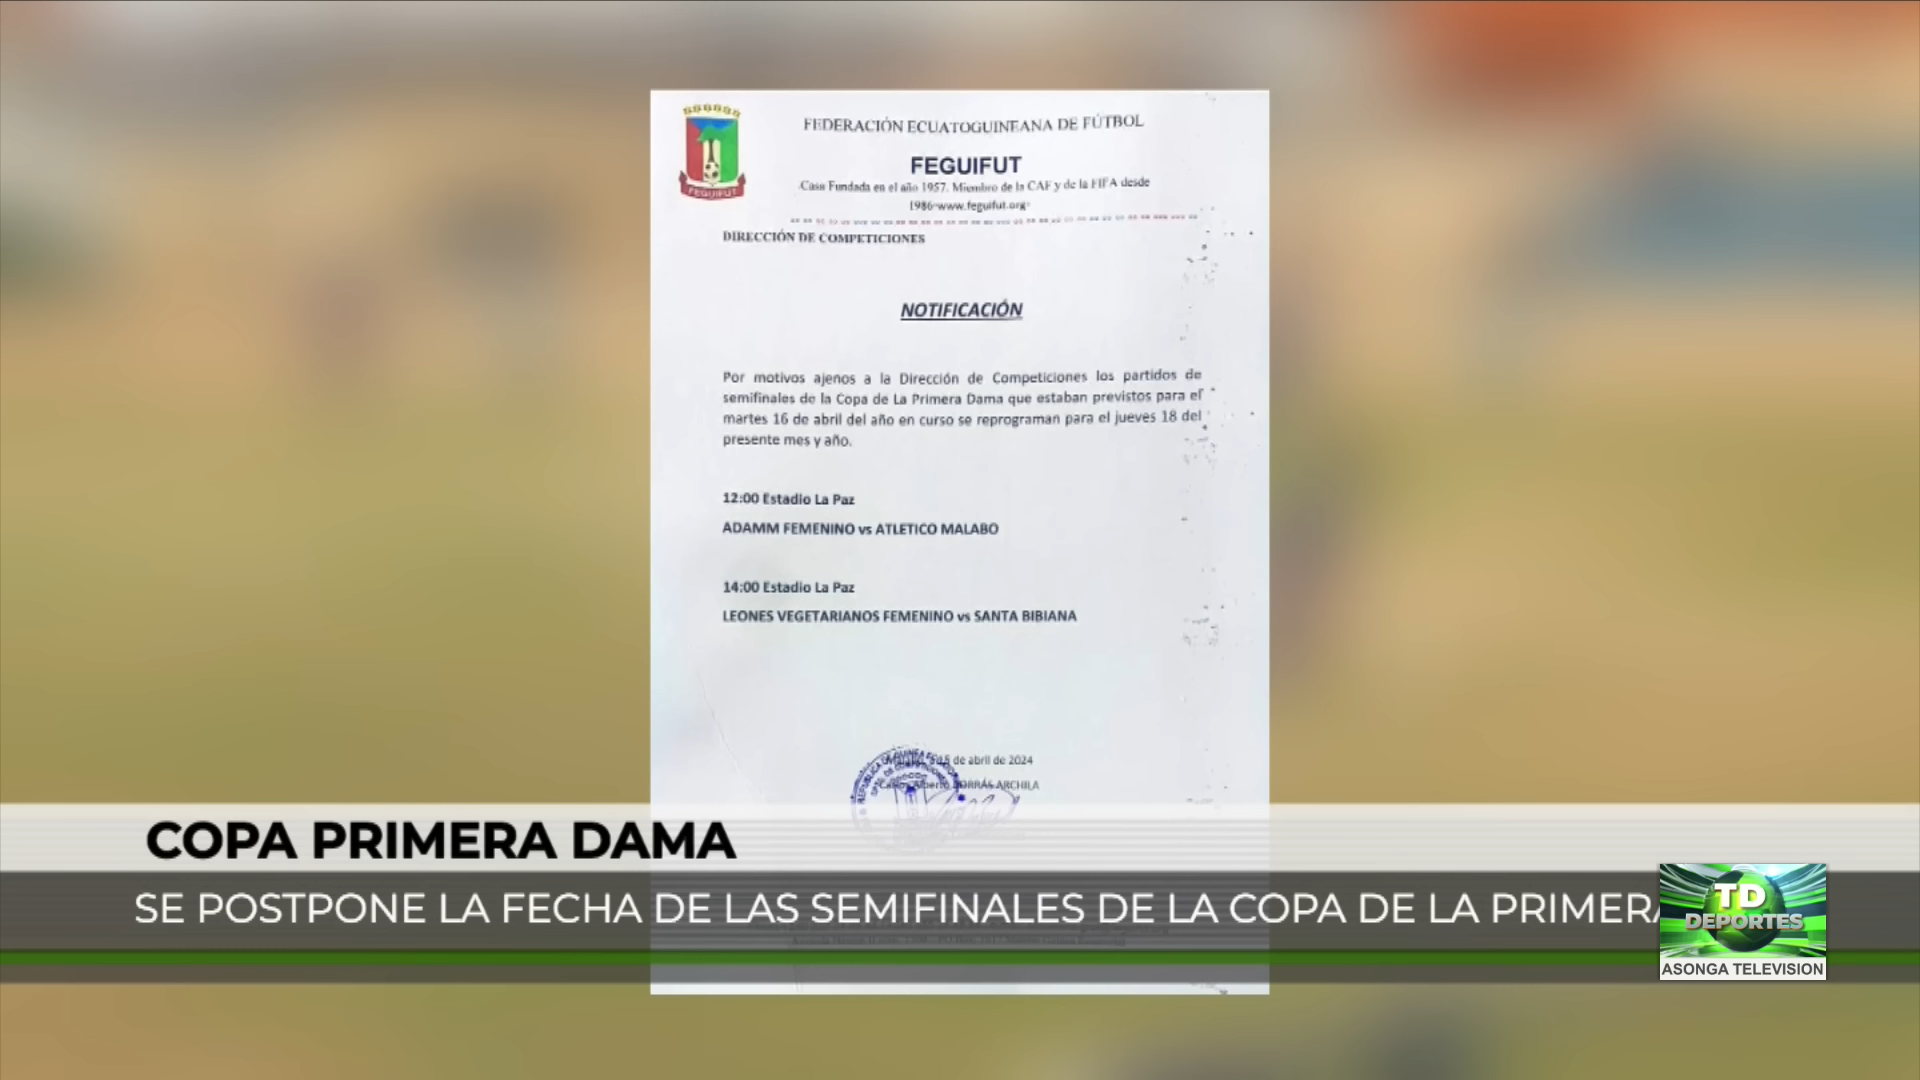 FEDERACIÓN ECUATOGUINEANA DE FÚTBOL
FEGUIFUT
Casa Fundada en el año 1957. Miembro de la CAF y de la FIFA desde
1986-www.feguifut.org-
FEGUIFUT
DIRECCIÓN DE COMPETICIONES
NOTIFICACIÓN
Por motivos ajenos a la Dirección de Competiciones los partidos de
semifinales de la Copa de La Primera Dama que estaban previstos para el
martes 16 de abril del año en curso se reprograman para el jueves 18 del
presente mes y año.
12:00 Estadio La Paz
ADAMM FEMENINO vs ATLETICO MALABO
14:00 Estadio La Paz
LEONES VEGETARIANOS FEMENINO vs SANTA BIBIANA
de abril de 2024
ARCHILA
COPA PRIMERA DAMA
SE POSTPONE LA FECHA DE LAS SEMIFINALES DE LA COPA DE LA PRIMERA
TD
DEPORTES
ASONGA TELEVISION